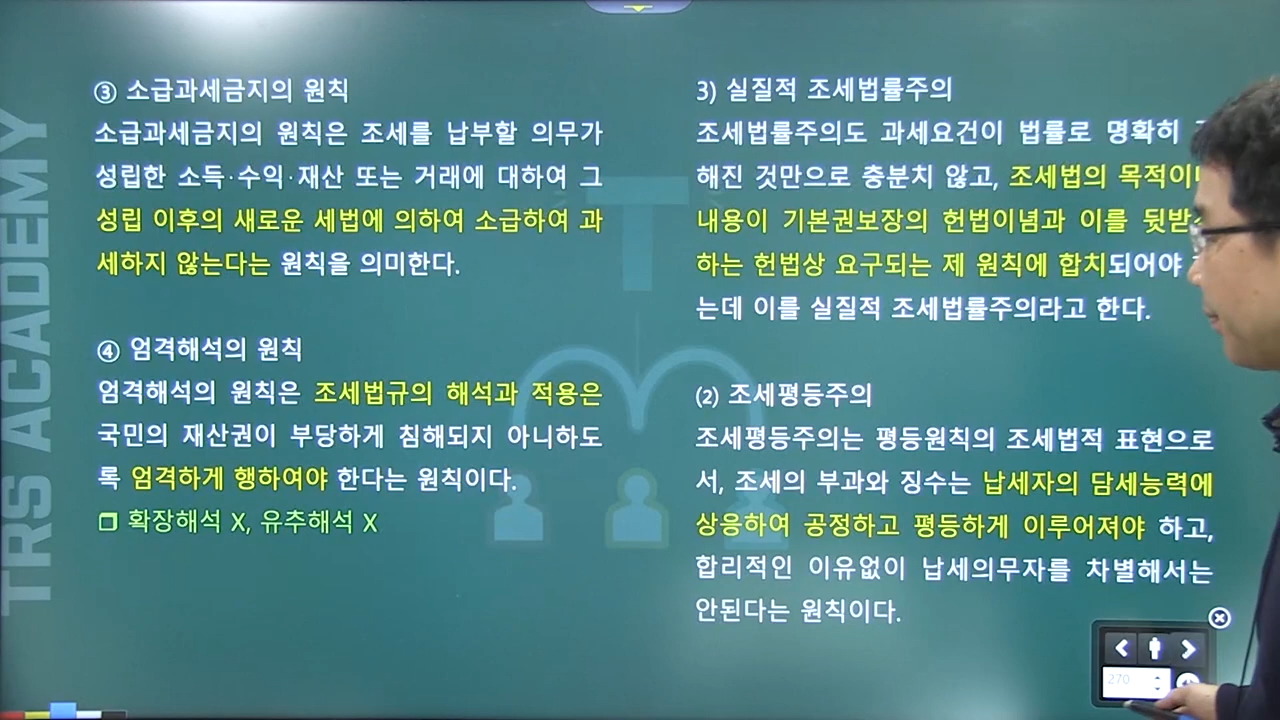 ③ 소급과세금지의 원칙
소급과세금지의 원칙은 조세를 납부할 의무가
성립한 소득·수익·재산 또는 거래에 대하여 그
성립 이후의 새로운 세법에 의하여 소급하여 과
세하지 않는다는 원칙을 의미한다.
④ 엄격해석의 원칙
엄격해석의 원칙은 조세법규의 해석과 적용은
국민의 재산권이 부당하게 침해되지 아니하도
록 엄격하게 행하여야 한다는 원칙이다.
❒ 확장해석 X, 유추해석 X
3) 실질적 조세법률주의
조세법률주의도 과세요건이 법률로 명확히
해진 것만으로 충분치 않고, 조세법의 목적이나
내용이 기본권보장의 헌법이념과 이를 뒷받침
하는 헌법상 요구되는 제 원칙에 합치되어야
는데 이를 실질적 조세법률주의라고 한다.
(2) 조세평등주의
조세평등주의는 평등원칙의 조세법적 표현으로
서, 조세의 부과와 징수는 납세자의 담세능력에
상응하여 공정하고 평등하게 이루어져야 하고,
합리적인 이유없이 납세의무자를 차별해서는
안된다는 원칙이다.
TRS ACADEMY
270